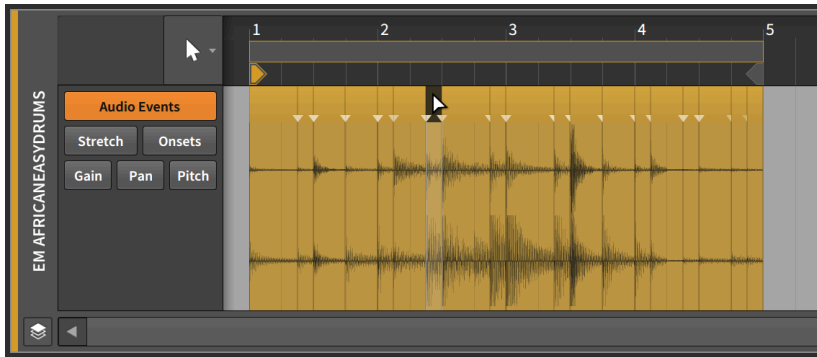 1 2 3 4 5
EM AFRICANEASYDRUMS
Audio Events
Stretch Onsets
Gain Pan Pitch